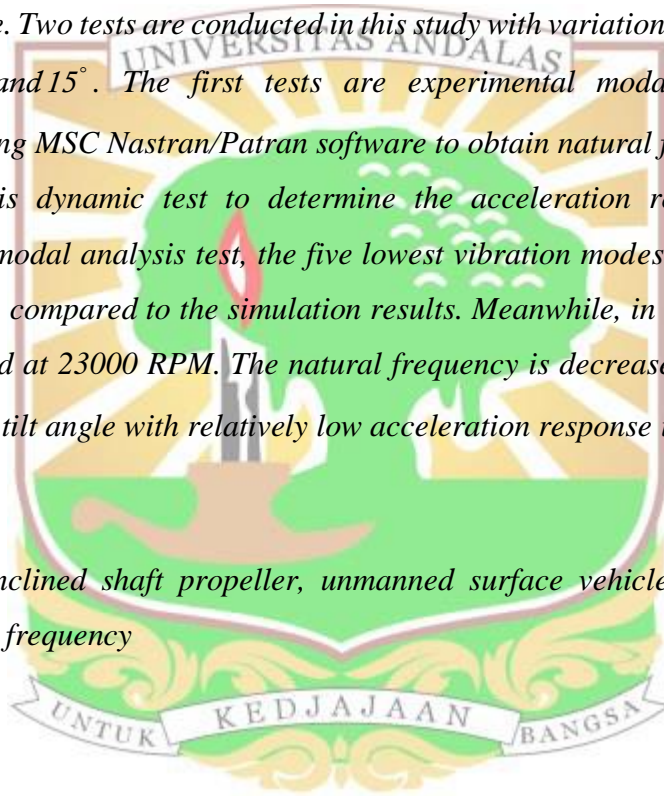 e. Two tests are conducted in this study with variation
UNIVERSITAS ANDALAS
and 15°. The first tests are experimental moda
ng MSC Nastran/Patran software to obtain natural f
is dynamic test to determine the acceleration re
modal analysis test, the five lowest vibration modes
compared to the simulation results. Meanwhile, in
d at 23000 RPM. The natural frequency is decrease
tilt angle with relatively low acceleration response i
nclined shaft propeller, unmanned surface vehicle
frequency
UNTUK KEDJAJAAN BANGSA